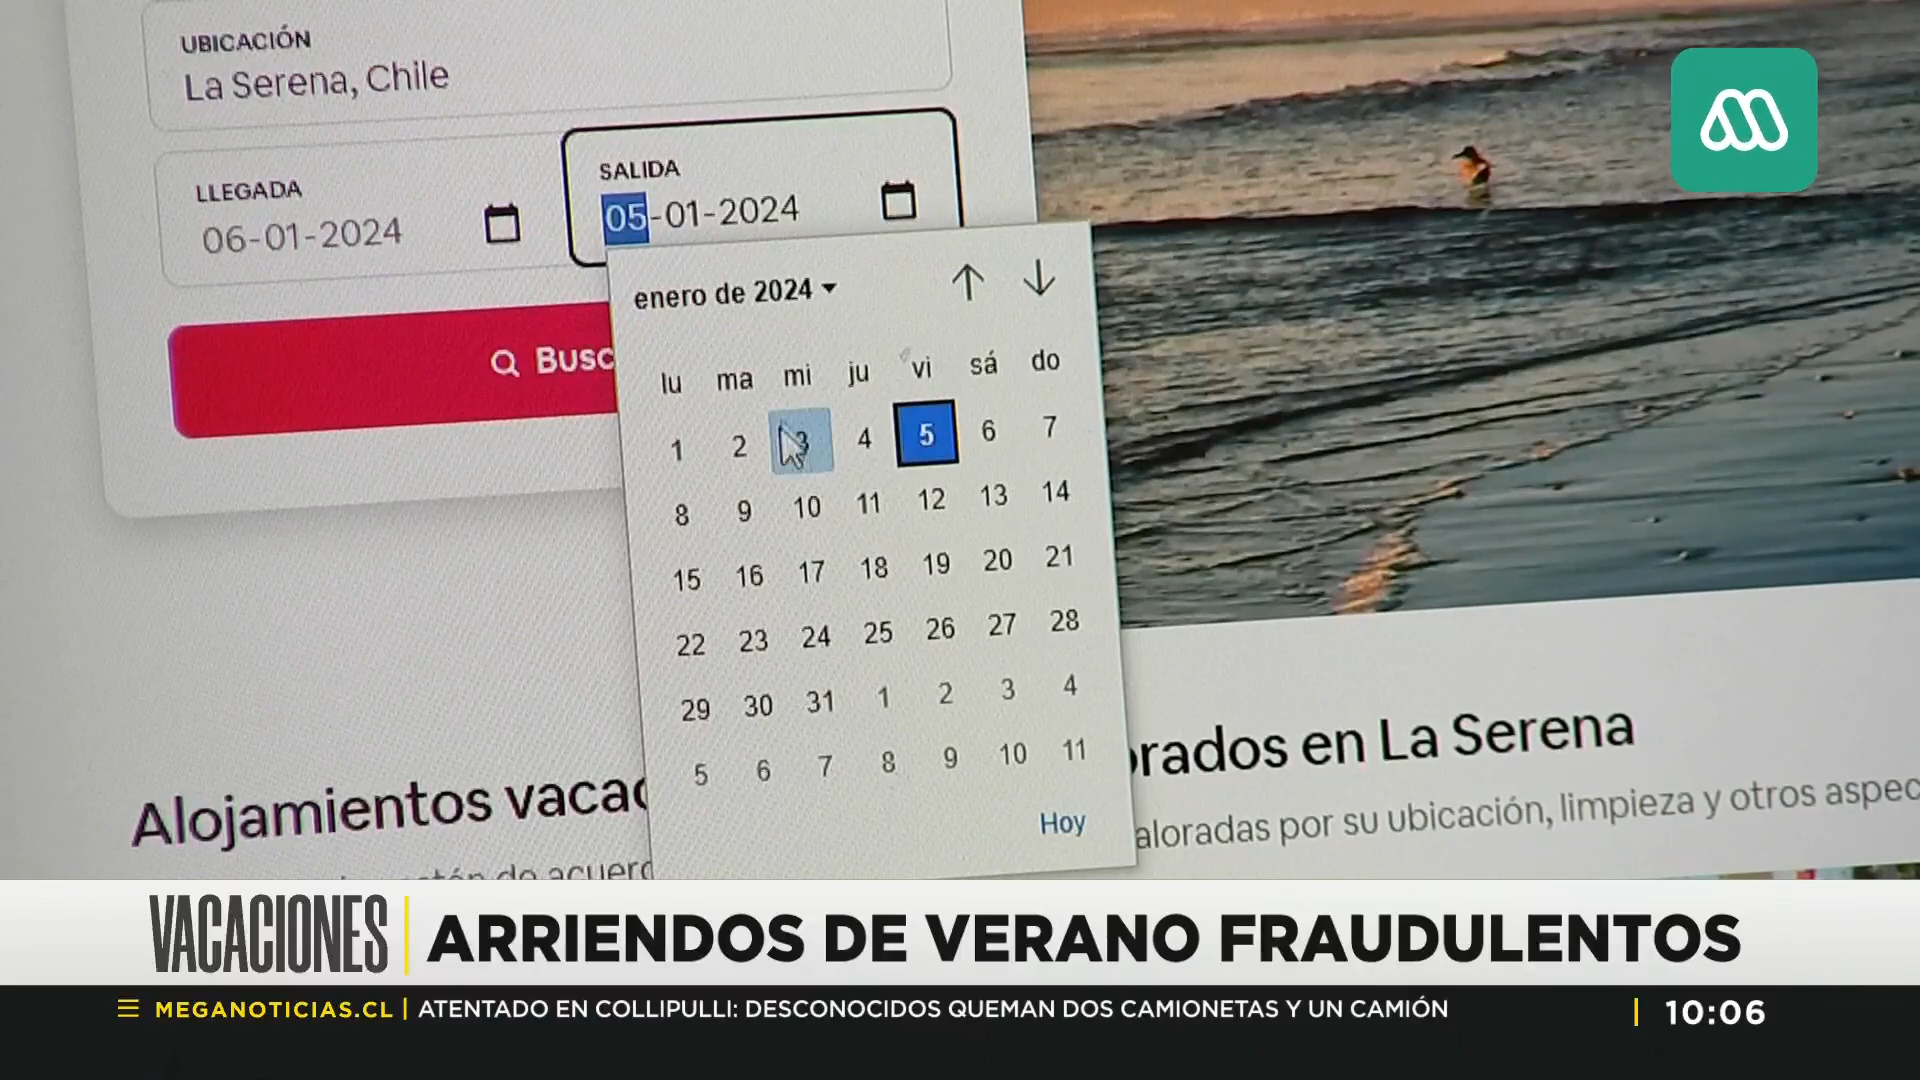 UBICACIÓN
La Serena, Chile
LLEGADA
06-01-2024
SALIDA
05-01-2024
Busc
enero de 2024
lu ma mi ju vi sá do
1 2 3 4 5 6 7
8 9 10 11 12 13 14
15 16 17 18 19 20 21
22 23 24 25 26 27 28
29 30 31 1 2 3 4
5 6 7 8 9 10 11
Hoy
Alojamientos vacac
orados en La Serena
de acuerd
aloradas por su ubicación, limpieza y otros aspec
VACACIONES
ARRIENDOS DE VERANO FRAUDULENTOS
MEGANOTICIAS.CL | ATENTADO EN COLLIPULLI: DESCONOCIDOS QUEMAN DOS CAMIONETAS Y UN CAMIÓN
10:06